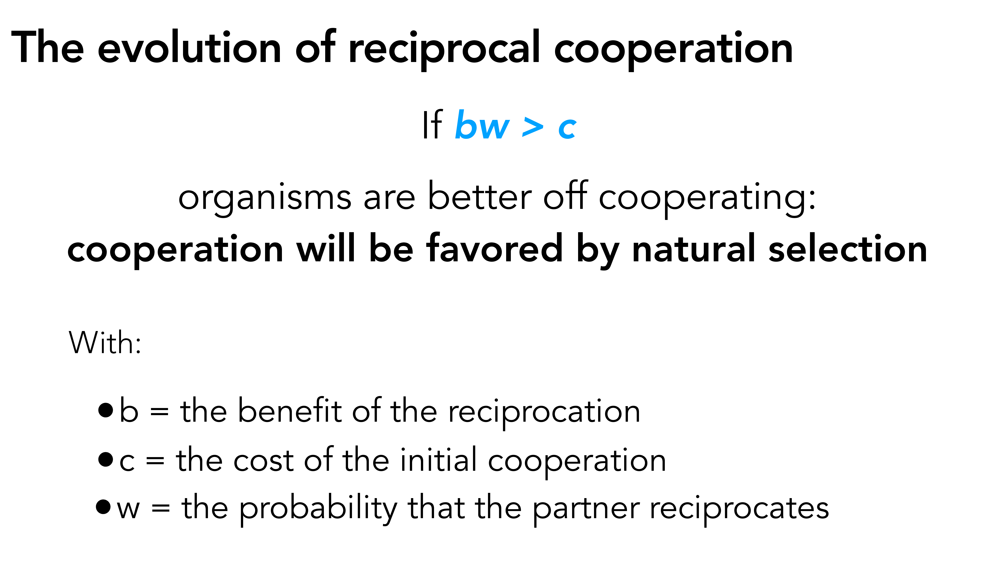 The evolution of reciprocal cooperation
If bw > c
organisms are better off cooperating:
cooperation will be favored by natural selection
With:
•b = the benefit of the reciprocation
•c = the cost of the initial cooperation
•w = the probability that the partner reciprocates